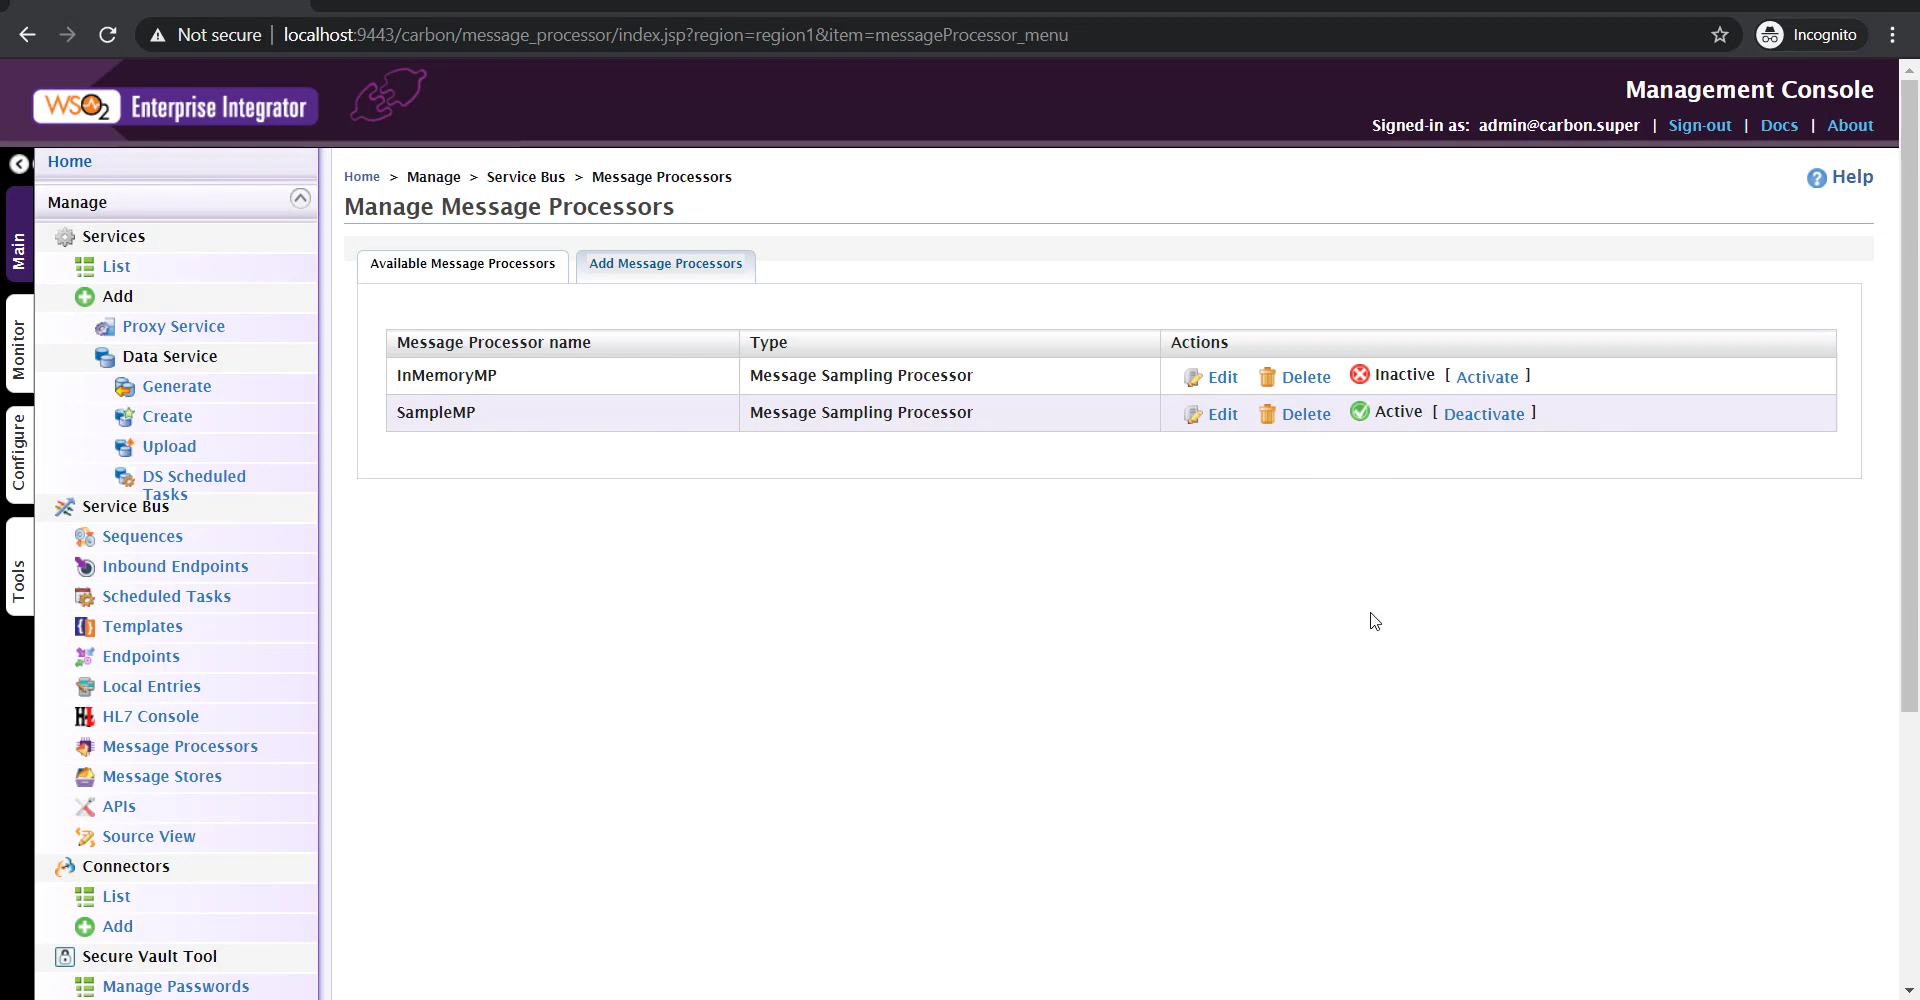 Not secure
localhost:9443/carbon/message_processor/index.jsp?region=region1&item=messageProcessor_menu
Incognito
WSO2 Enterprise Integrator
Management Console
Signed-in as: admin@carbon.super | Sign-out | Docs | About
Main
Monitor
Configure
Tools
Home
Manage
Services
List
Add
Proxy Service
Data Service
Generate
Create
Upload
DS Scheduled
Tasks
Service Bus
Sequences
Inbound Endpoints
Scheduled Tasks
Templates
Endpoints
Local Entries
HL7 Console
Message Processors
Message Stores
APIs
Source View
Connectors
List
Add
Secure Vault Tool
Manage Passwords
Home > Manage > Service Bus > Message Processors
Help
Manage Message Processors
Available Message Processors
Add Message Processors
Message Processor name Type Actions
InMemoryMP Message Sampling Processor Edit Delete Inactive [ Activate ]
SampleMP Message Sampling Processor Edit Delete Active [ Deactivate ]